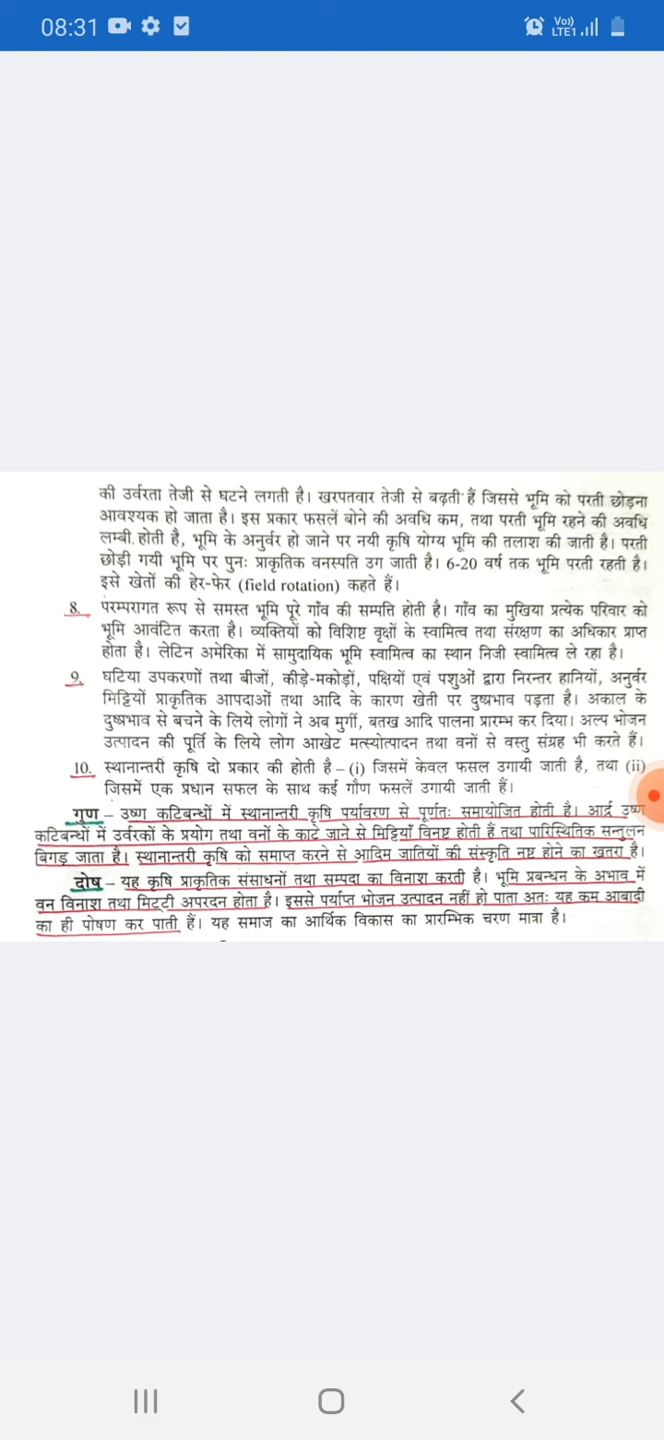 08:31
Vo))
LTE1
की उर्वरता तेजी से घटने लगती है। खरपतवार तेजी से बढ़ती हैं जिससे भूमि को परती छोड़ना
आवश्यक हो जाता है। इस प्रकार फसलें बोने की अवधि कम, तथा परती भूमि रहने की अवधि
लम्बी होती है, भूमि के अनुर्वर हो जाने पर नयी कृषि योग्य भूमि की तलाश की जाती है। परती
छोड़ी गयी भूमि पर पुनः प्राकृतिक वनस्पति उग जाती है। 6-20 वर्ष तक भूमि परती रहती है।
इसे खेतों की हेर-फेर (field rotation) कहते हैं।
8. परम्परागत रूप से समस्त भूमि पूरे गाँव की सम्पति होती है। गाँव का मुखिया प्रत्येक परिवार को
भूमि आवंटित करता है। व्यक्तियों को विशिष्ट वृक्षों के स्वामित्व तथा संरक्षण का अधिकार प्राप्त
होता है। लेटिन अमेरिका में सामुदायिक भूमि स्वामित्व का स्थान निजी स्वामित्व ले रहा है।
9. घटिया उपकरणों तथा बीजों, कीड़े-मकोड़ों, पक्षियों एवं पशुओं द्वारा निरन्तर हानियों, अनुर्वर
मिट्टियों प्राकृतिक आपदाओं तथा आदि के कारण खेती पर दुष्प्रभाव पड़ता है। अकाल के
दुष्प्रभाव से बचने के लिये लोगों ने अब मुर्गी, बतख आदि पालना प्रारम्भ कर दिया। अल्प भोजन
उत्पादन की पूर्ति के लिये लोग आखेट मत्स्योत्पादन तथा वनों से वस्तु संग्रह भी करते हैं।
10. स्थानान्तरी कृषि दो प्रकार की होती है – (i) जिसमें केवल फसल उगायी जाती है, तथा (ii)
जिसमें एक प्रधान सफल के साथ कई गौण फसलें उगायी जाती हैं।
गुण – उष्ण कटिबन्धों में स्थानान्तरी कृषि पर्यावरण से पूर्णतः समायोजित होती है। आर्द्र उष्ण
कटिबन्धों में उर्वरकों के प्रयोग तथा वनों के काटे जाने से मिट्टियाँ विनष्ट होती हैं तथा पारिस्थितिक सन्तुलन
बिगड़ जाता है। स्थानान्तरी कृषि को समाप्त करने से आदिम जातियों की संस्कृति नष्ट होने का खतरा है।
दोष – यह कृषि प्राकृतिक संसाधनों तथा सम्पदा का विनाश करती है। भूमि प्रबन्धन के अभाव में
वन विनाश तथा मिट्टी अपरदन होता है। इससे पर्याप्त भोजन उत्पादन नहीं हो पाता अतः यह कम आबादी
का ही पोषण कर पाती हैं। यह समाज का आर्थिक विकास का प्रारम्भिक चरण मात्रा है।